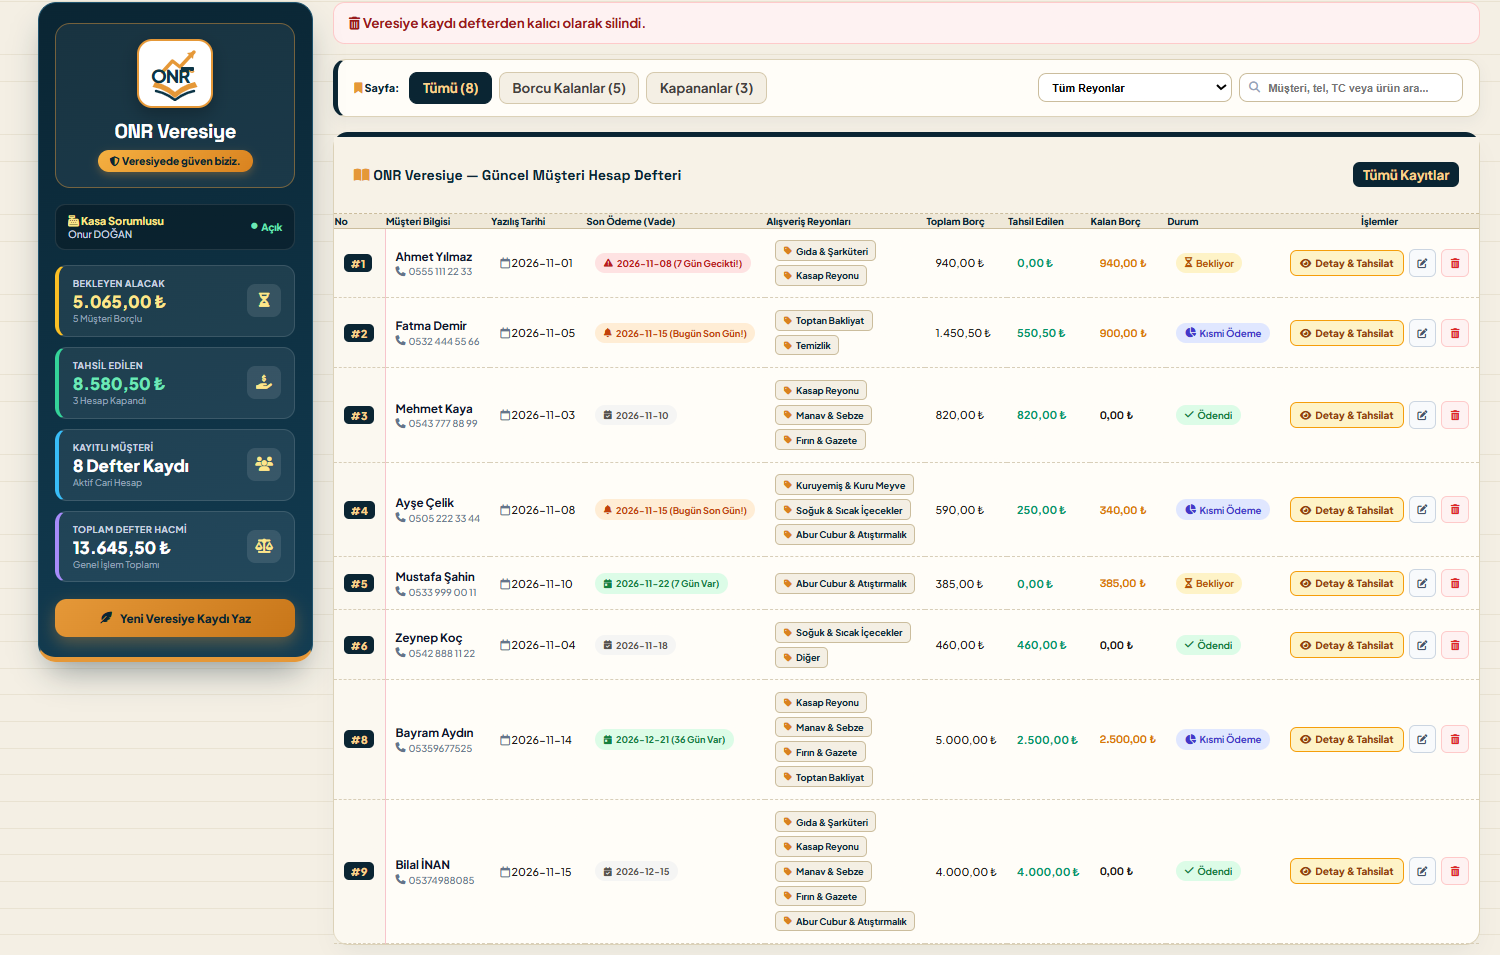 ONR
ONR Veresiye
Veresiyede güven biziz.
Kasa Sorumlusu
Onur DOĞAN
Açık
BEKLEYEN ALACAK
5.065,00 ₺
5 Müşteri Borçlu
TAHSİL EDİLEN
8.580,50 ₺
3 Hesap Kapandı
KAYITLI MÜŞTERİ
8 Defter Kaydı
Aktif Cari Hesap
TOPLAM DEFTER HACMİ
13.645,50 ₺
Genel İşlem Toplamı
Yeni Veresiye Kaydı Yaz
Veresiye kaydı defterden kalıcı olarak silindi.
Sayfa: Tümü (8) Borcu Kalanlar (5) Kapananlar (3) Tüm Reyonlar Müşteri, tel, TC veya ürün ara...
ONR Veresiye — Güncel Müşteri Hesap Defteri Tümü Kayıtlar
No Müşteri Bilgisi Yazılış Tarihi Son Ödeme (Vade) Alışveriş Reyonları Toplam Borç Tahsil Edilen Kalan Borç Durum İşlemler
#1 Ahmet Yılmaz 2026-11-01 2026-11-08 (7 Gün Gecikti!) Gıda & Şarküteri 940,00 ₺ 0,00 ₺ 940,00 ₺ Bekliyor Detay & Tahsilat
0555 111 22 33 Kasap Reyonu
#2 Fatma Demir 2026-11-05 2026-11-15 (Bugün Son Gün!) Toptan Bakliyat 1.450,50 ₺ 550,50 ₺ 900,00 ₺ Kısmi Ödeme Detay & Tahsilat
0532 444 55 66 Temizlik
#3 Mehmet Kaya 2026-11-03 2026-11-10 Kasap Reyonu 820,00 ₺ 820,00 ₺ 0,00 ₺ Ödendi Detay & Tahsilat
0543 777 88 99 Manav & Sebze
Fırın & Gazete
#4 Ayşe Çelik 2026-11-08 2026-11-15 (Bugün Son Gün!) Kuruyemiş & Kuru Meyve 590,00 ₺ 250,00 ₺ 340,00 ₺ Kısmi Ödeme Detay & Tahsilat
0505 222 33 44 Soğuk & Sıcak İçecekler
Abur Cubur & Atıştırmalık
#5 Mustafa Şahin 2026-11-10 2026-11-22 (7 Gün Var) Abur Cubur & Atıştırmalık 385,00 ₺ 0,00 ₺ 385,00 ₺ Bekliyor Detay & Tahsilat
0533 999 00 11
#6 Zeynep Koç 2026-11-04 2026-11-18 Soğuk & Sıcak İçecekler 460,00 ₺ 460,00 ₺ 0,00 ₺ Ödendi Detay & Tahsilat
0542 888 11 22 Diğer
#8 Bayram Aydın 2026-11-14 2026-12-21 (36 Gün Var) Kasap Reyonu 5.000,00 ₺ 2.500,00 ₺ 2.500,00 ₺ Kısmi Ödeme Detay & Tahsilat
05359677525 Manav & Sebze
Fırın & Gazete
Toptan Bakliyat
#9 Bilal İNAN 2026-11-15 2026-12-15 Gıda & Şarküteri 4.000,00 ₺ 4.000,00 ₺ 0,00 ₺ Ödendi Detay & Tahsilat
05374988085 Kasap Reyonu
Manav & Sebze
Fırın & Gazete
Abur Cubur & Atıştırmalık